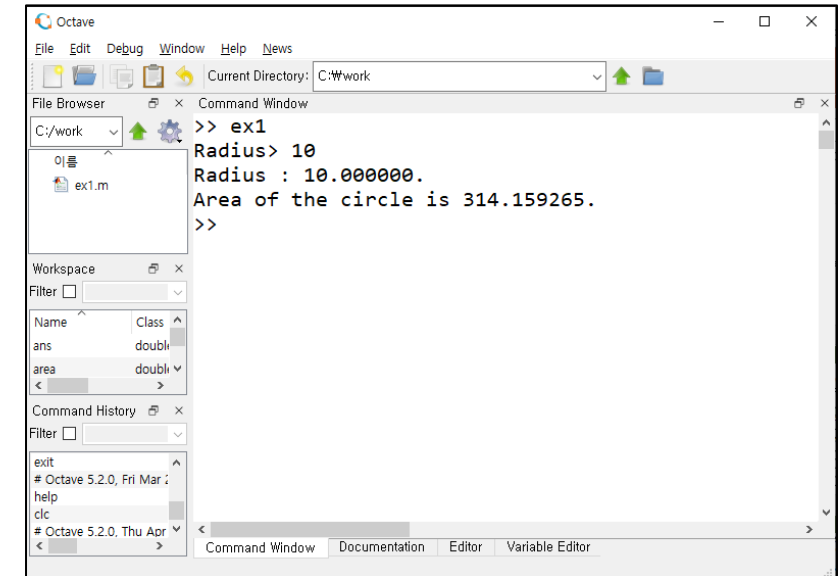 Octave
File Edit Debug Window Help News
Current Directory: C:₩work
File Browser
C:/work
이름
ex1.m
Workspace
Filter
Name Class
ans
area
Command History
Filter
exit
# Octave 5.2.0, Fri Mar
help
clc
# Octave 5.2.0, Thu Apr
Command Window
>> ex1
Radius> 10
Radius : 10.000000.
Area of the circle is 314.159265.
>>
Command Window Documentation Editor Variable Editor